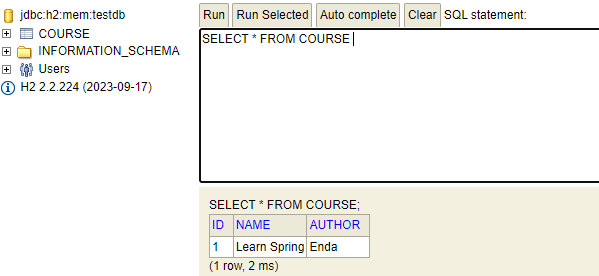 jdbc:h2:mem:testdb
COURSE
INFORMATION_SCHEMA
Users
H2 2.2.224 (2023-09-17)
Run Run Selected Auto complete Clear SQL statement:
SELECT * FROM COURSE
SELECT * FROM COURSE;
ID NAME AUTHOR
1 Learn Spring Enda
(1 row, 2 ms)